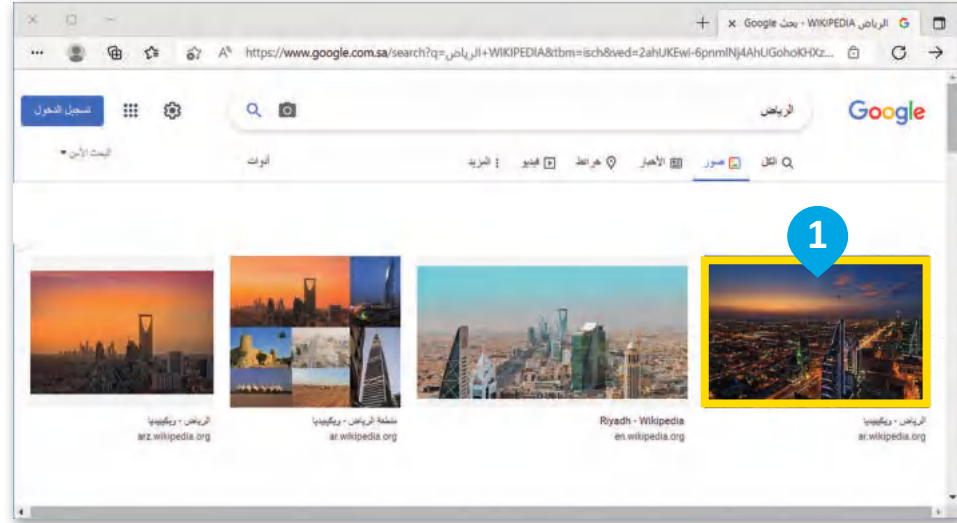 الرياض WIKIPEDIA - بحث Google
https://www.google.com.sa/search?q=الرياض+WIKIPEDIA&tbm=isch&ved=2ahUKEwi-6pnmlNj4AhUGohoKHXz...
Google
الرياض
تسجيل الدخول
الكل صور الأخبار خرائط فيديو المزيد
أدوات
البحث الآمن
1
الرياض - ويكيبيديا
ar.wikipedia.org
Riyadh - Wikipedia
en.wikipedia.org
منطقة الرياض - ويكيبيديا
ar.wikipedia.org
الرياض - ويكيبيديا
arz.wikipedia.org